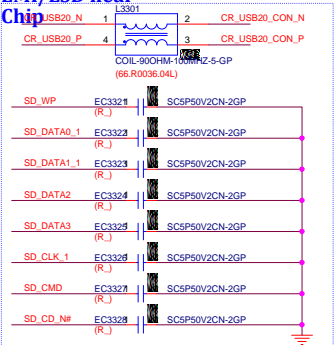 Chip
L3301
CR_USB20_N 1 2 CR_USB20_CON_N
CR_USB20_P 4 3 CR_USB20_CON_P
COIL-90OHM-100MHZ-5-GP
(66.R0036.04L)
SD_WP EC3321 SC5P50V2CN-2GP
(R_)
SD_DATA0_1 EC3322 SC5P50V2CN-2GP
(R_)
SD_DATA1_1 EC3323 SC5P50V2CN-2GP
(R_)
SD_DATA2 EC3324 SC5P50V2CN-2GP
(R_)
SD_DATA3 EC3325 SC5P50V2CN-2GP
(R_)
SD_CLK_1 EC3326 SC5P50V2CN-2GP
(R_)
SD_CMD EC3327 SC5P50V2CN-2GP
(R_)
SD_CD_N# EC3328 SC5P50V2CN-2GP
(R_)